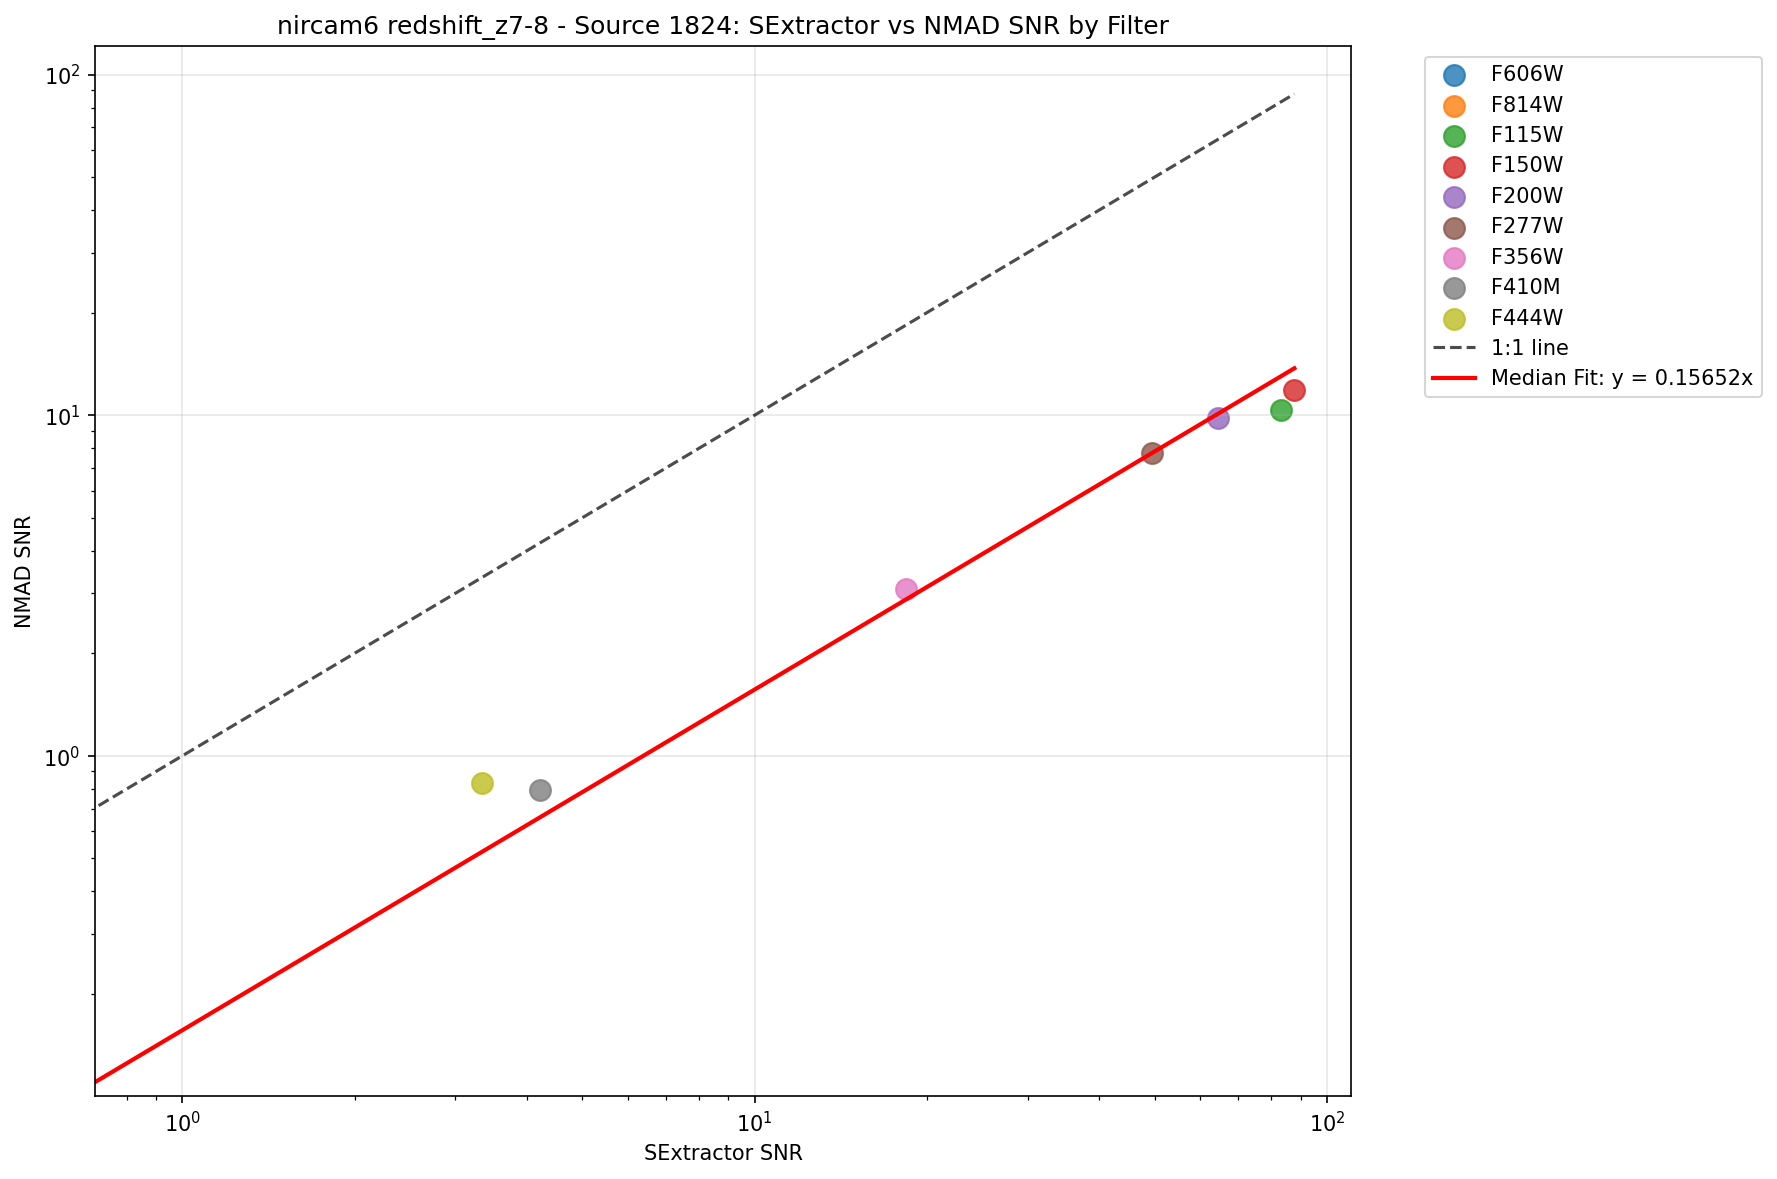 nircam6 redshift_z7-8 - Source 1824: SExtractor vs NMAD SNR by Filter
F606W
F814W
F115W
F150W
F200W
F277W
F356W
F410M
F444W
1:1 line
Median Fit: y = 0.15652x
NMAD SNR
10²
10¹
10⁰
10⁰ 10¹ 10²
SExtractor SNR